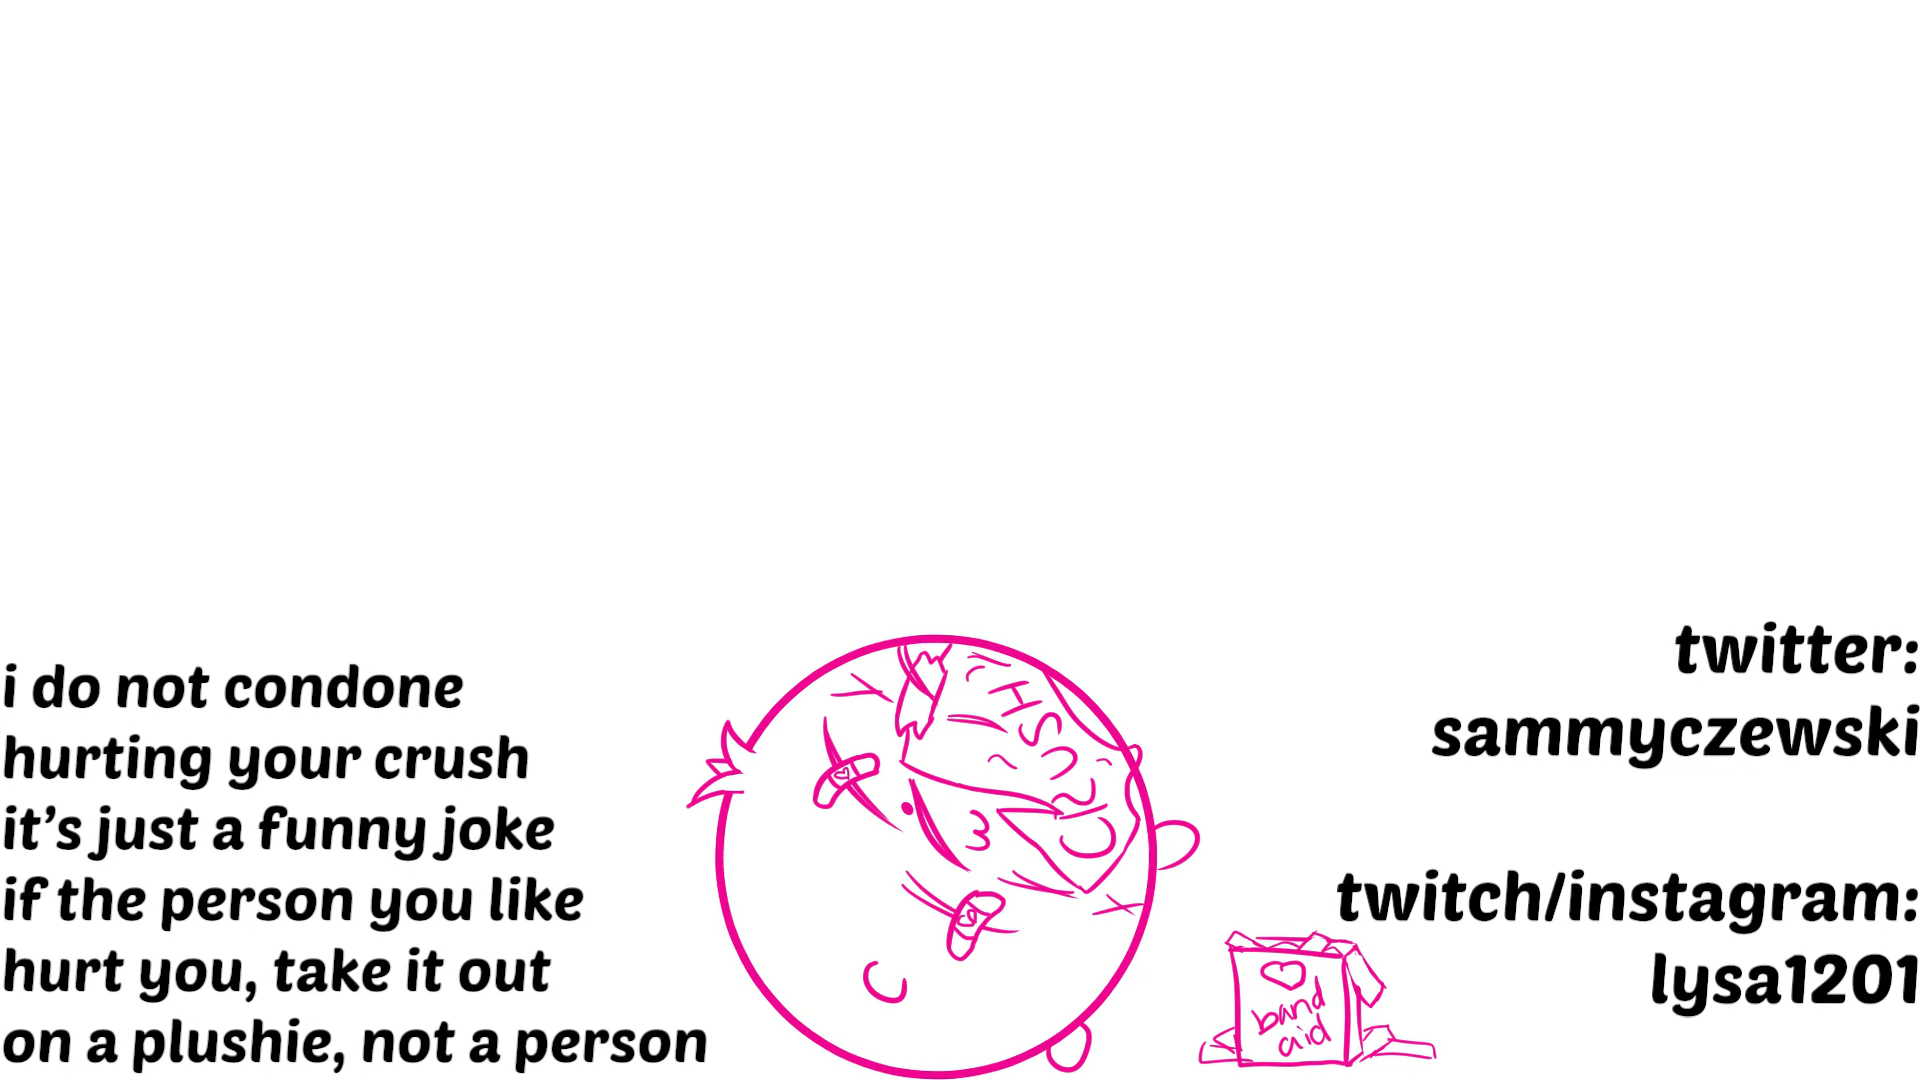 i do not condone
hurting your crush
it's just a funny joke
if the person you like
hurt you, take it out
on a plushie, not a person
band
aid
twitter:
sammyczewski
twitch/instagram:
lysa1201